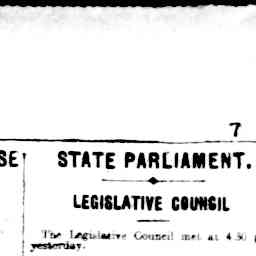 7
SE
STATE PARLIAMENT.
LEGISLATIVE COUNCIL
The Legislative Council met at 4.30
yesterday.